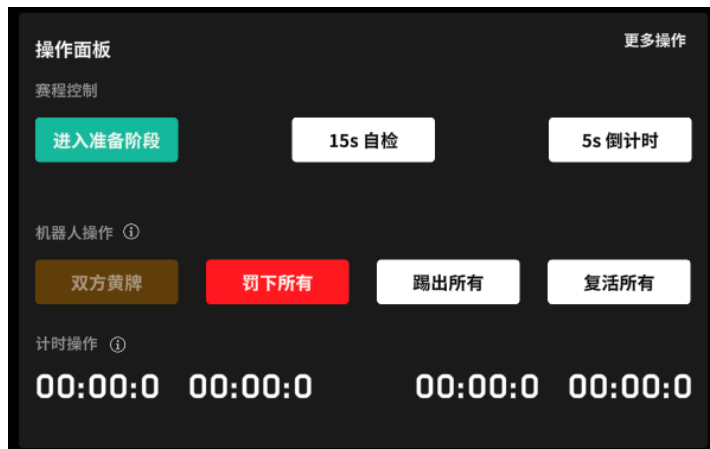 操作面板 更多操作
赛程控制
进入准备阶段 15s 自检 5s 倒计时
机器人操作
双方黄牌 罚下所有 踢出所有 复活所有
计时操作
00:00:0 00:00:0 00:00:0 00:00:0